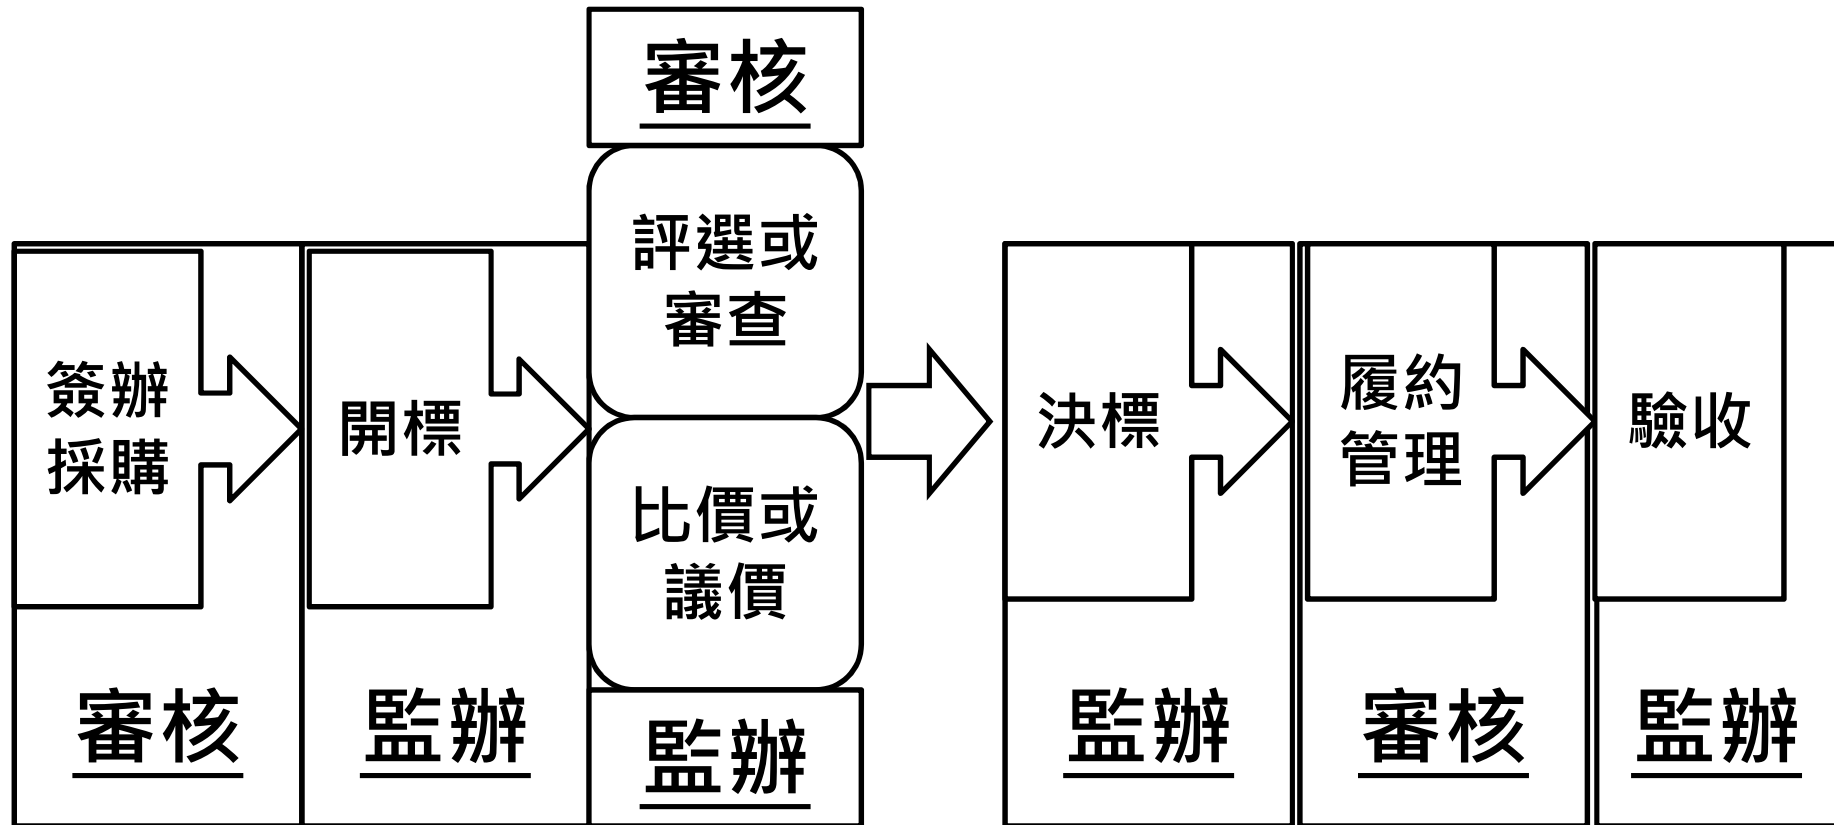 簽辦
採購
審核
開標
監辦
審核
評選或
審查
比價或
議價
監辦
決標
監辦
履約
管理
審核
驗收
監辦